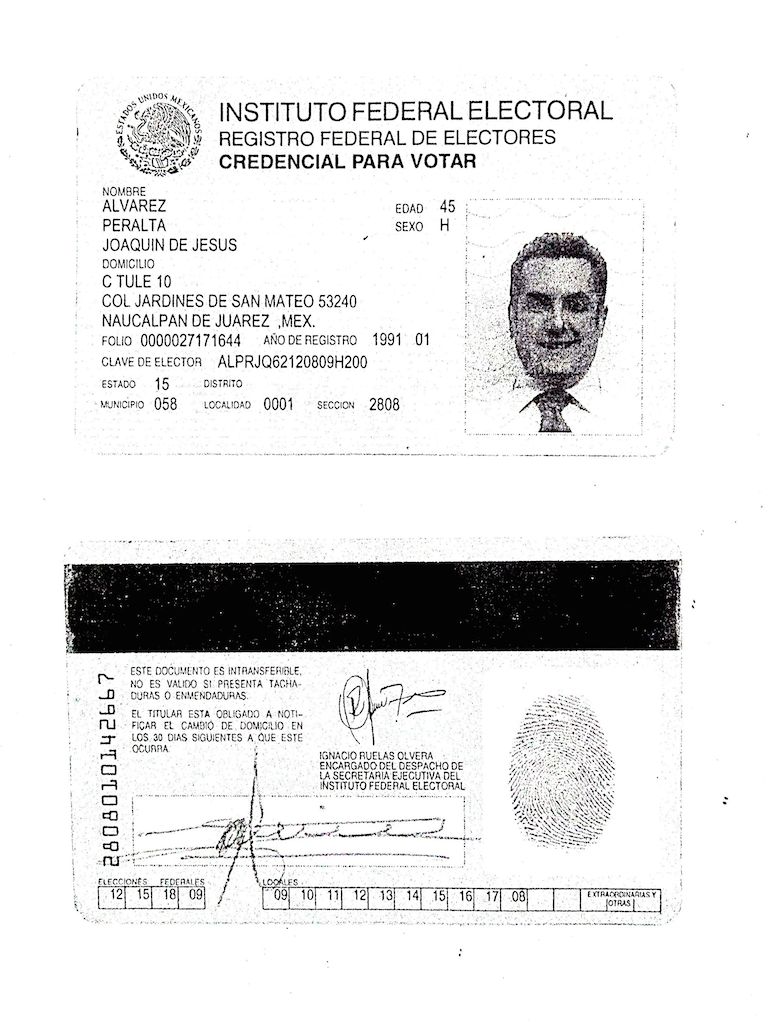 ESTADOS UNIDOS MEXICANOS
INSTITUTO FEDERAL ELECTORAL
REGISTRO FEDERAL DE ELECTORES
CREDENCIAL PARA VOTAR
NOMBRE
ALVAREZ
PERALTA
JOAQUIN DE JESUS
EDAD 45
SEXO H
DOMICILIO
C TULE 10
COL JARDINES DE SAN MATEO 53240
NAUCALPAN DE JUAREZ ,MEX.
FOLIO 0000027171644 AÑO DE REGISTRO 1991 01
CLAVE DE ELECTOR ALPRJQ62120809H200
ESTADO 15 DISTRITO
MUNICIPIO 058 LOCALIDAD 0001 SECCION 2808
2808010142667
ESTE DOCUMENTO ES INTRANSFERIBLE,
NO ES VALIDO SI PRESENTA TACHA-
DURAS O ENMENDADURAS.
EL TITULAR ESTA OBLIGADO A NOTI-
FICAR EL CAMBIO DE DOMICILIO EN
LOS 30 DIAS SIGUIENTES A QUE ESTE
OCURRA.
IGNACIO RUELAS OLVERA
ENCARGADO DEL DESPACHO DE
LA SECRETARIA EJECUTIVA DEL
INSTITUTO FEDERAL ELECTORAL
ELECCIONES FEDERALES LOCALES EXTRAORDINARIAS Y OTRAS
12 15 18 09 09 10 11 12 13 14 15 16 17 08